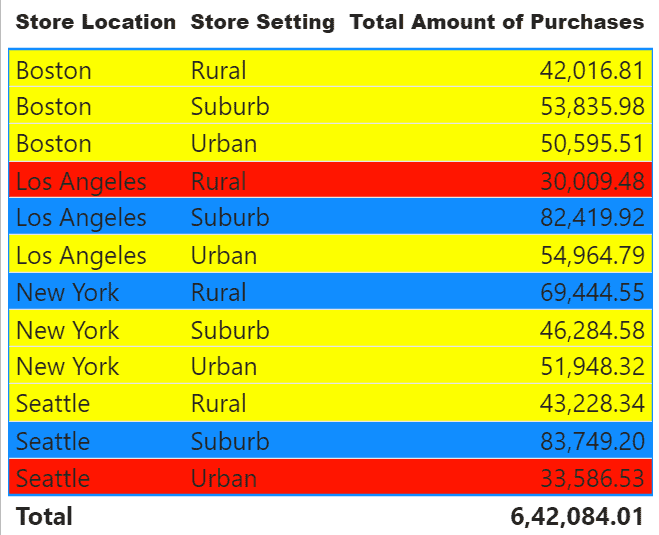 Store Location Store Setting Total Amount of Purchases
Boston Rural 42,016.81
Boston Suburb 53,835.98
Boston Urban 50,595.51
Los Angeles Rural 30,009.48
Los Angeles Suburb 82,419.92
Los Angeles Urban 54,964.79
New York Rural 69,444.55
New York Suburb 46,284.58
New York Urban 51,948.32
Seattle Rural 43,228.34
Seattle Suburb 83,749.20
Seattle Urban 33,586.53
Total 6,42,084.01